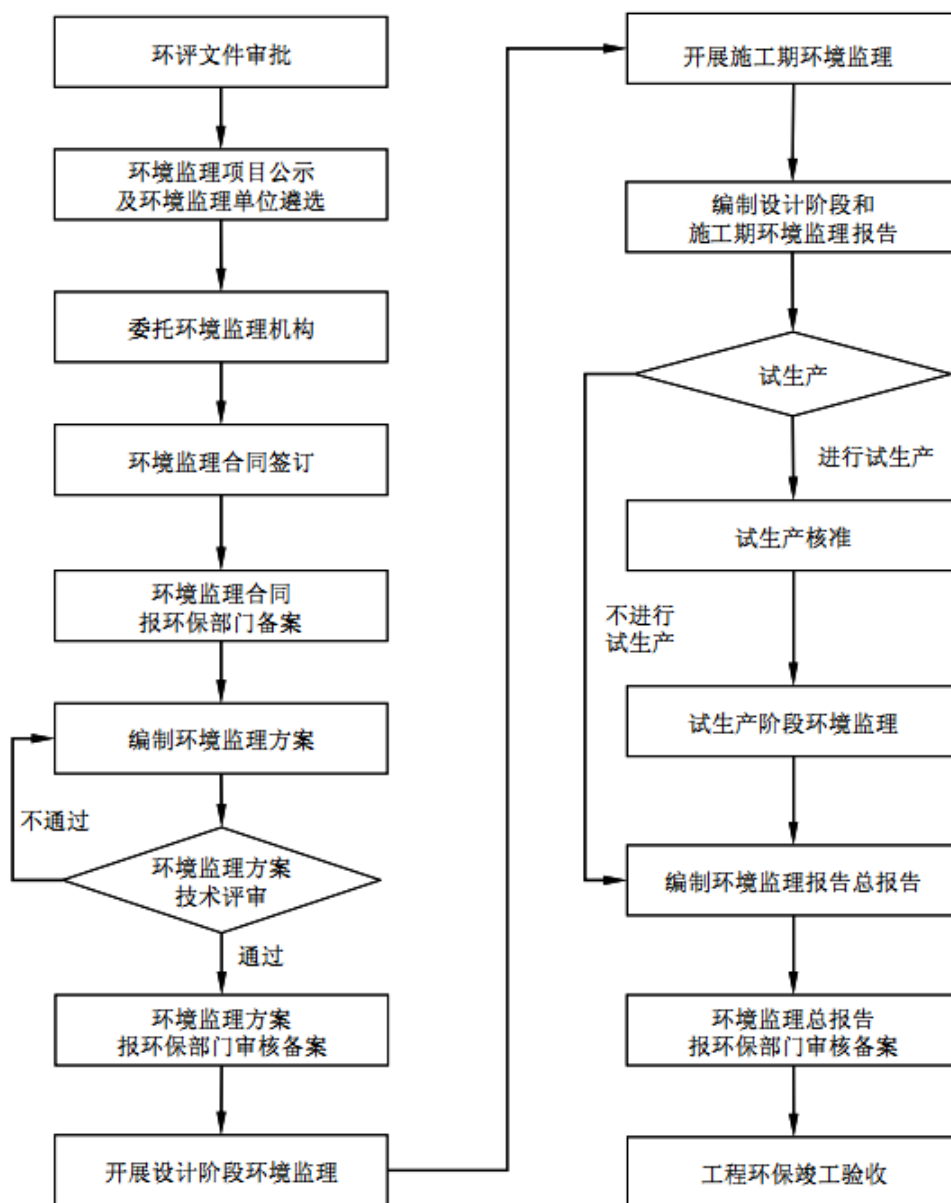 环评文件审批
环境监理项目公示
及环境监理单位遴选
委托环境监理机构
环境监理合同签订
环境监理合同
报环保部门备案
编制环境监理方案
不通过
环境监理方案
技术评审
通过
环境监理方案
报环保部门审核备案
开展设计阶段环境监理
开展施工期环境监理
编制设计阶段和
施工期环境监理报告
试生产
进行试生产
试生产核准
不进行
试生产
试生产阶段环境监理
编制环境监理报告总报告
环境监理总报告
报环保部门审核备案
工程环保竣工验收